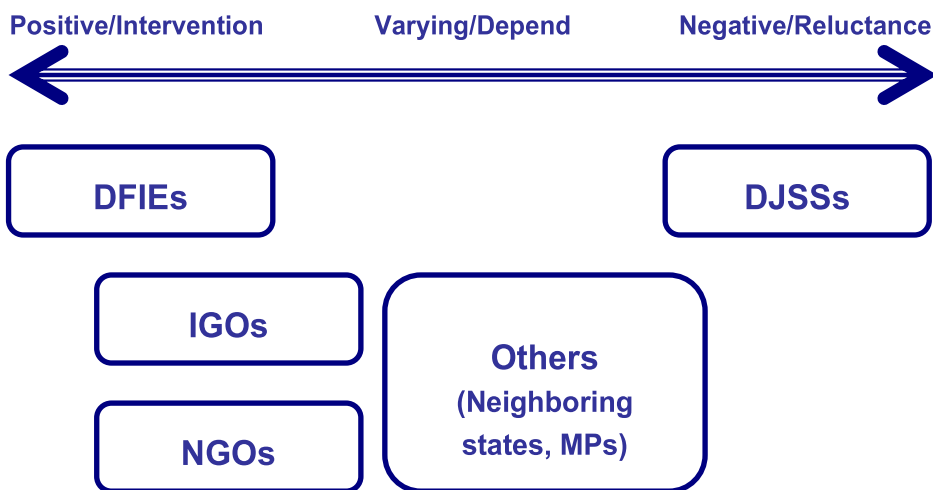 Positive/Intervention Varying/Depend Negative/Reluctance
DFIEs DJSSs
IGOs
Others
(Neighboring
states, MPs)
NGOs